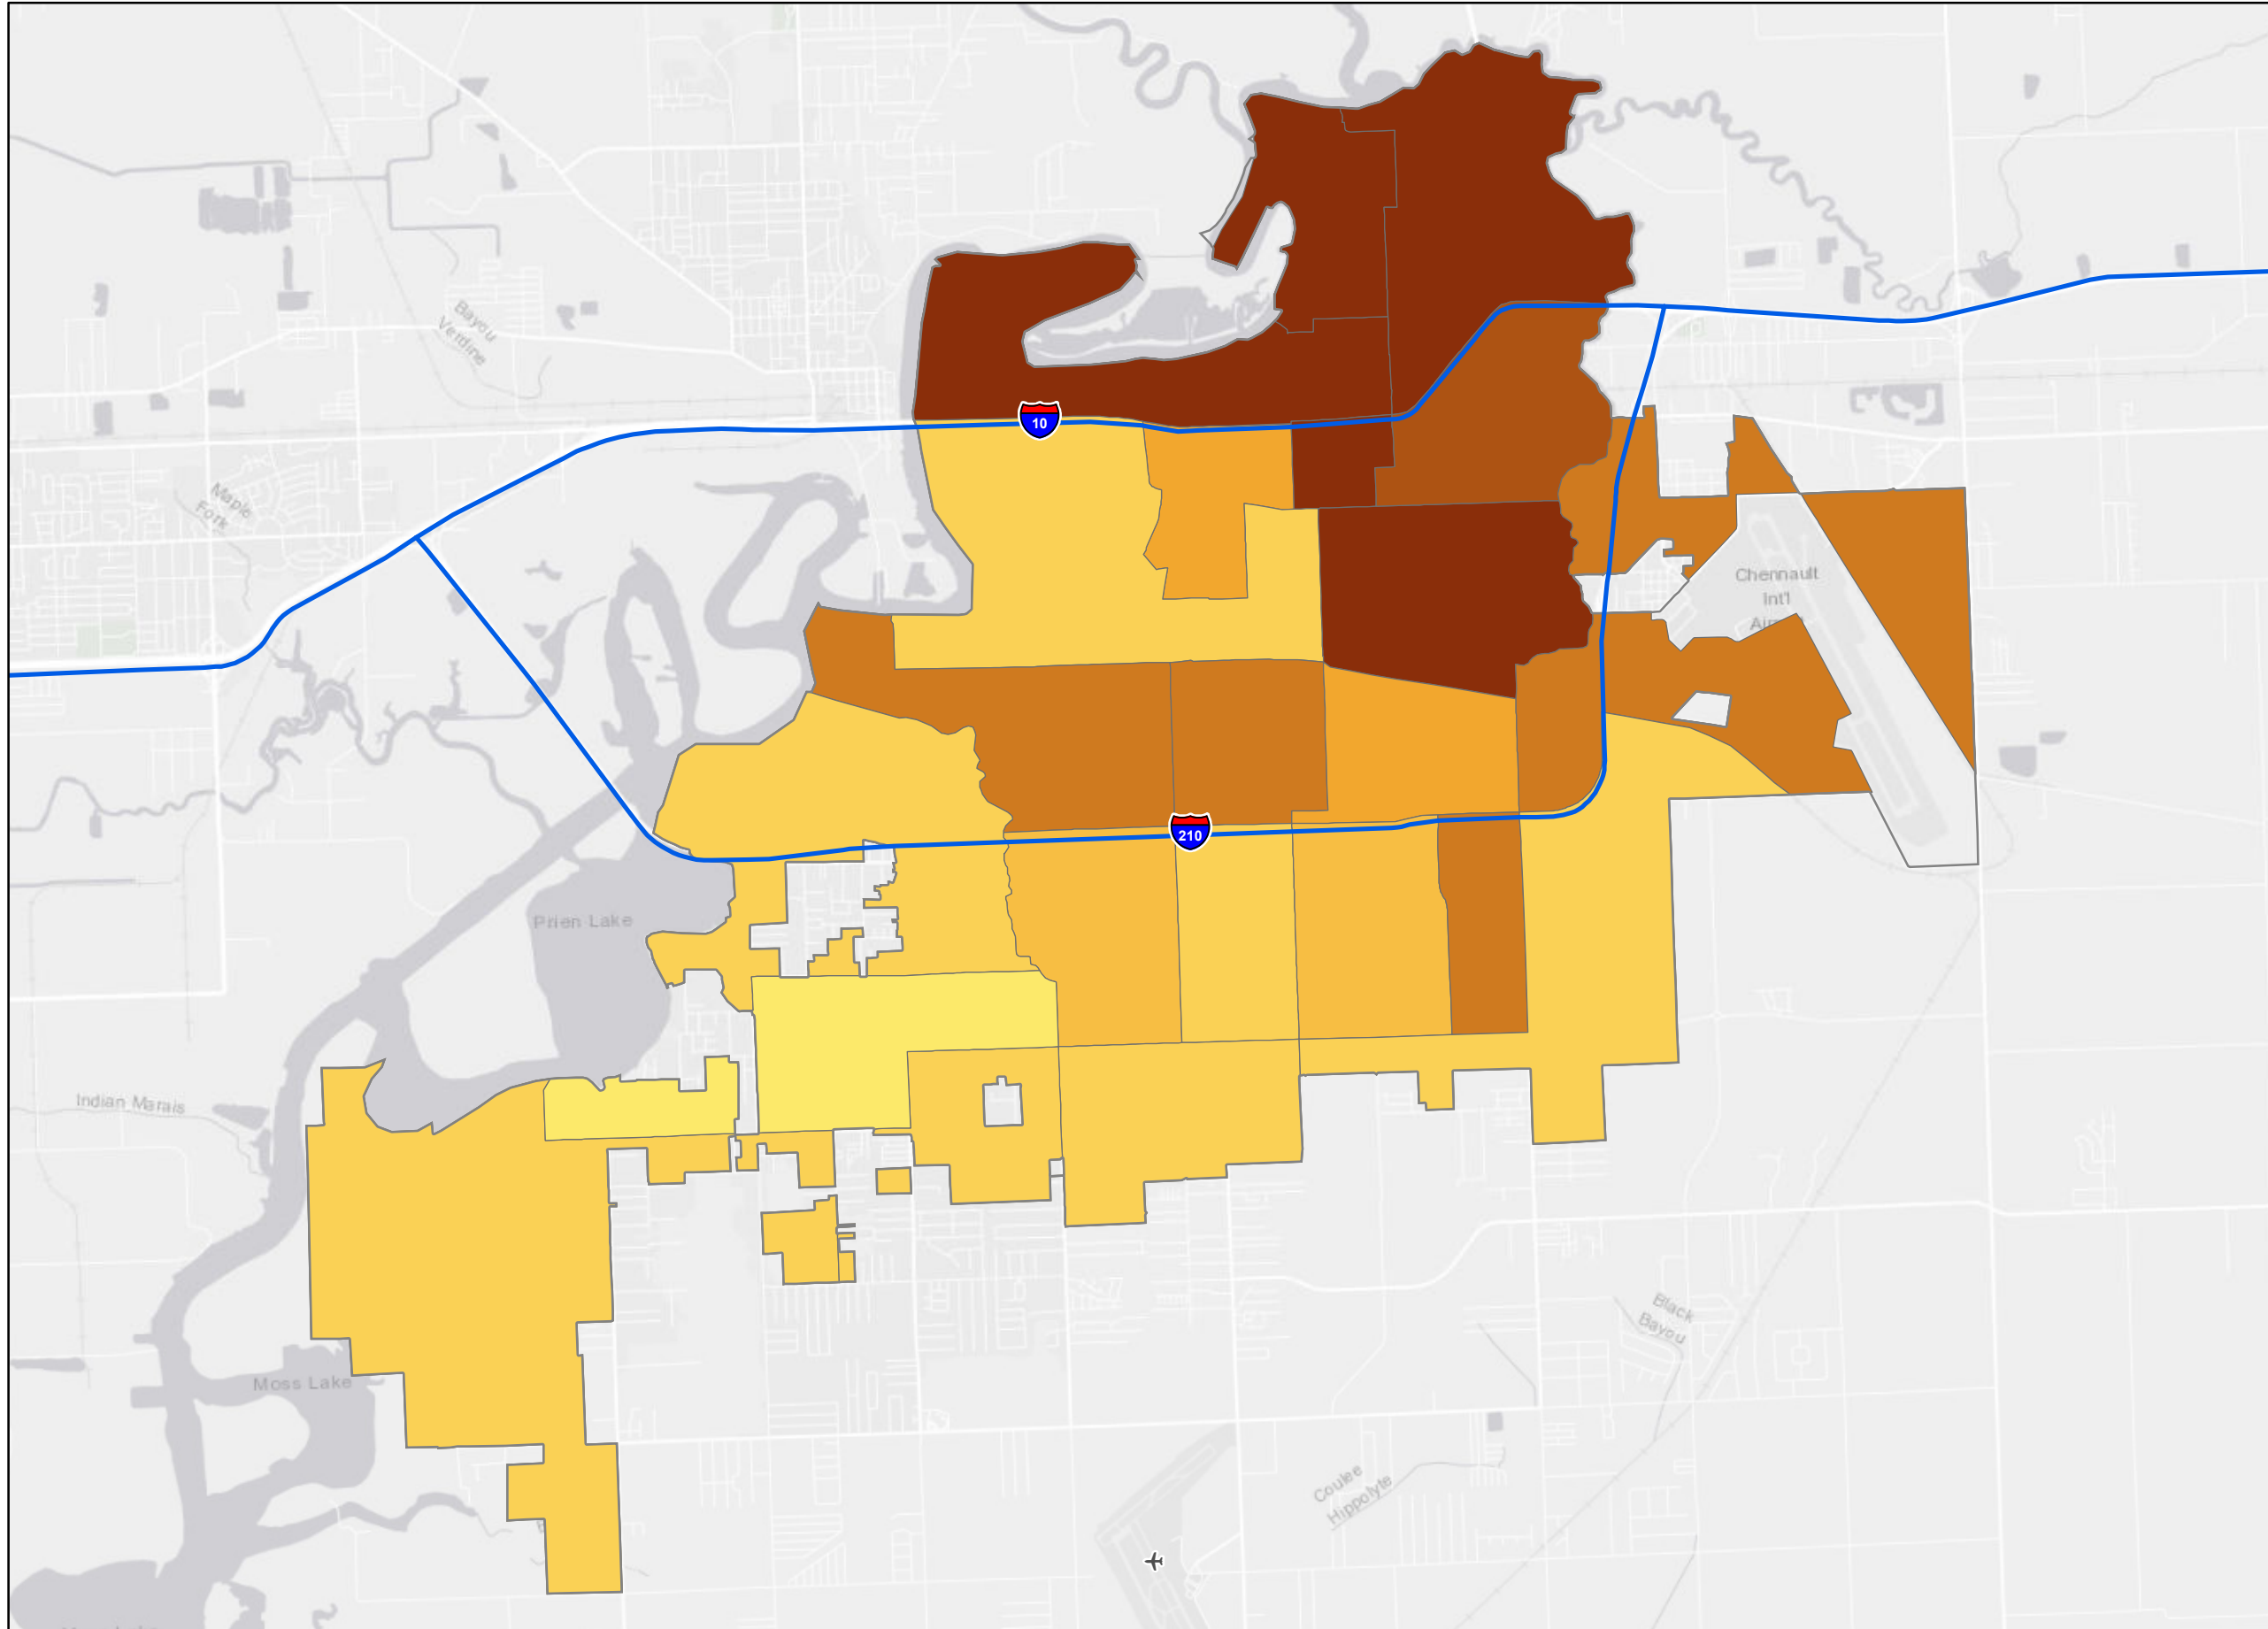 Bayou
Verdine
10
Maple
Fork
Chennault
Int'l
210
Prien Lake
Indian Marais
Black
Bayou
Moss Lake
Coulee
Hippolyte